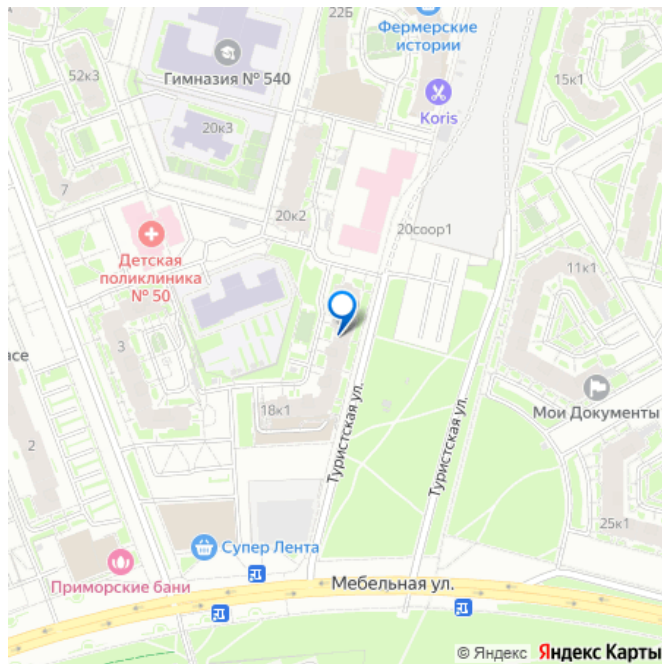 22Б
Фермерские
истории
Гимназия № 540
52к3
15к1
Koris
20к3
7
20к2
20соор1
Детская
поликлиника
№ 50
11к1
3
асе
Мои Документы
18к1
Туристская ул.
Туристская ул.
2
25к1
Супер Лента
Приморские бани
Мебельная ул.
© Яндекс Яндекс Карты